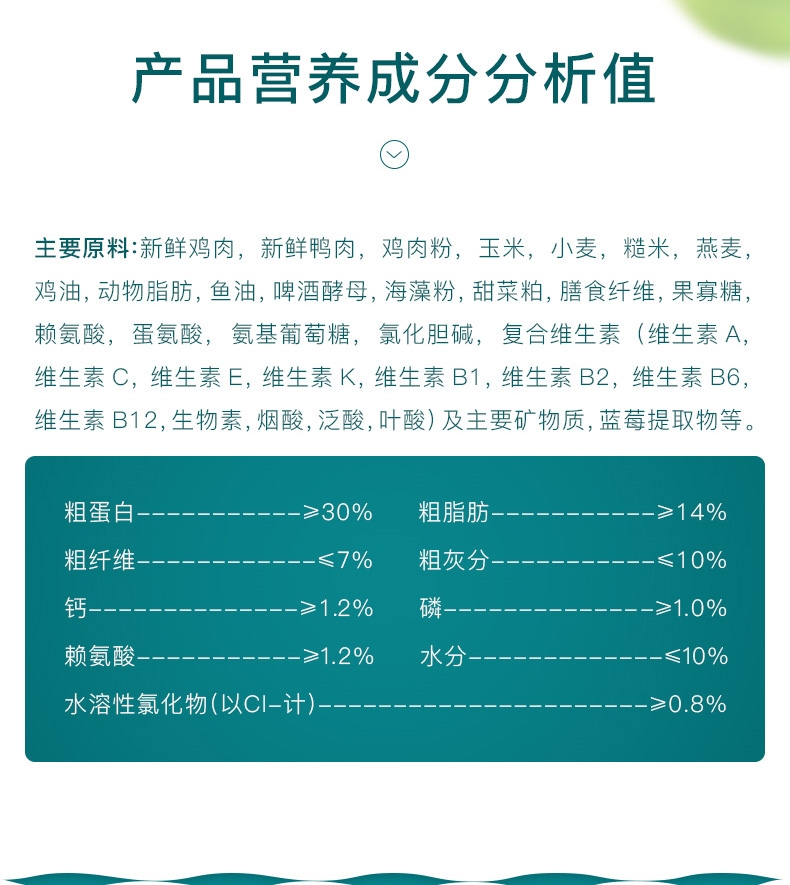 产品营养成分分析值
主要原料:新鲜鸡肉，新鲜鸭肉，鸡肉粉，玉米，小麦，糙米，燕麦，
鸡油,动物脂肪,鱼油,啤酒酵母,海藻粉,甜菜粕,膳食纤维,果寡糖,
赖氨酸，蛋氨酸，氨基葡萄糖，氯化胆碱，复合维生素（维生素 A,
维生素 C, 维生素 E, 维生素 K, 维生素 B1, 维生素 B2, 维生素 B6,
维生素 B12,生物素,烟酸,泛酸,叶酸)及主要矿物质,蓝莓提取物等。
粗蛋白-----------⩾30% 粗脂肪-----------⩾14%
粗纤维------------⩽7% 粗灰分-----------⩽10%
钙--------------⩾1.2% 磷--------------⩾1.0%
赖氨酸-----------⩾1.2% 水分-------------⩽10%
水溶性氯化物(以CI-计)----------------------⩾0.8%